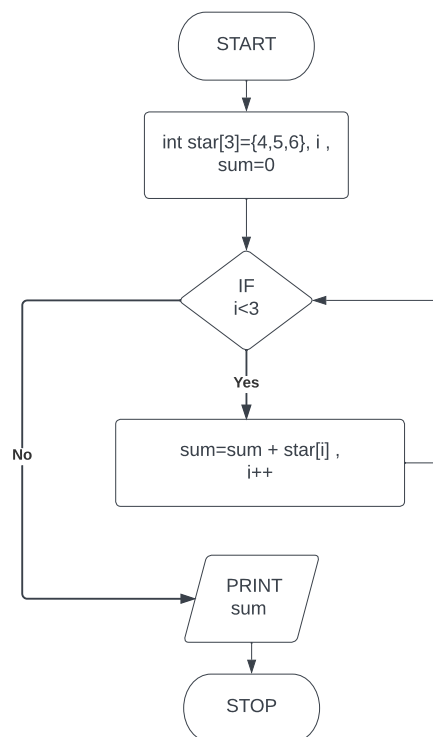 START
int star[3]={4,5,6}, i ,
sum=0
IF
i<3
Yes
sum=sum + star[i] ,
i++
No
PRINT
sum
STOP